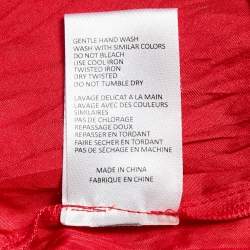 GENTLE HAND WASH
WASH WITH SIMILAR COLORS
DO NOT BLEACH
USE COOL IRON
TWISTED IRON
DRY TWISTED
DO NOT TUMBLE DRY
LAVAGE DELICAT A LA MAIN
LAVAGE AVEC DES COULEURS
SIMILAIRES
PAS DE CHLORAGE
REPASSAGE DOUX
REPASSER EN TORDANT
FAIRE SECHER EN TORDANT
PAS DE SÉCHAGE EN MACHINE
MADE IN CHINA
FABRIQUE EN CHINE